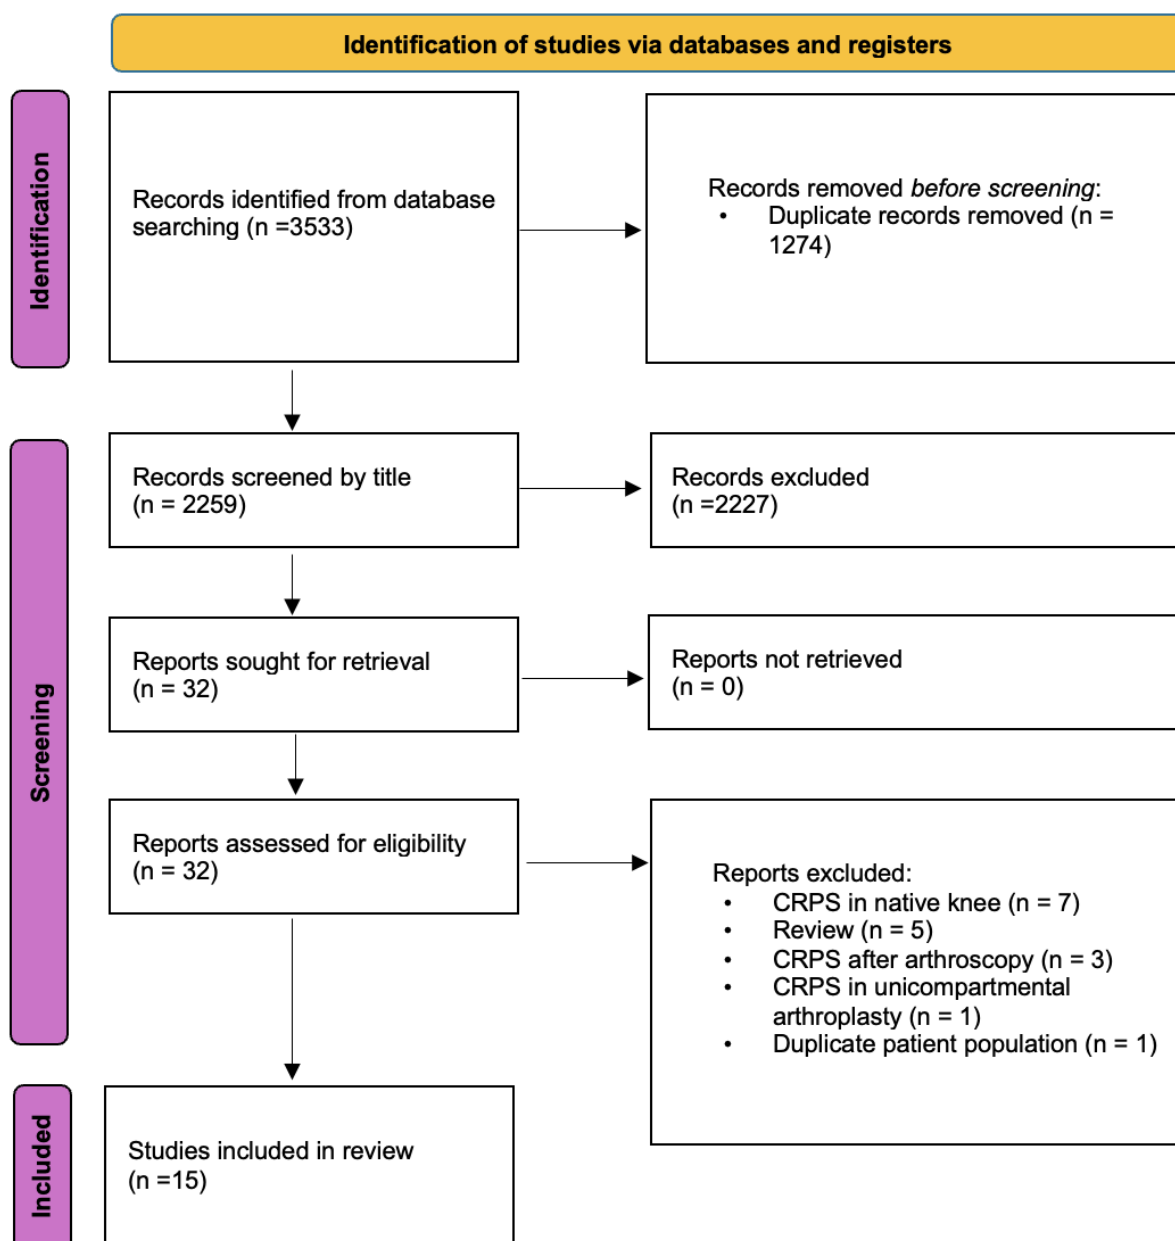 Identification of studies via databases and registers
Identification
Records identified from database
searching (n =3533)
Records removed before screening:
• Duplicate records removed (n =
1274)
Screening
Records screened by title
(n = 2259)
Records excluded
(n =2227)
Reports sought for retrieval
(n = 32)
Reports not retrieved
(n = 0)
Reports assessed for eligibility
(n = 32)
Reports excluded:
• CRPS in native knee (n = 7)
• Review (n = 5)
• CRPS after arthroscopy (n = 3)
• CRPS in unicompartmental
arthroplasty (n = 1)
• Duplicate patient population (n = 1)
Included
Studies included in review
(n =15)